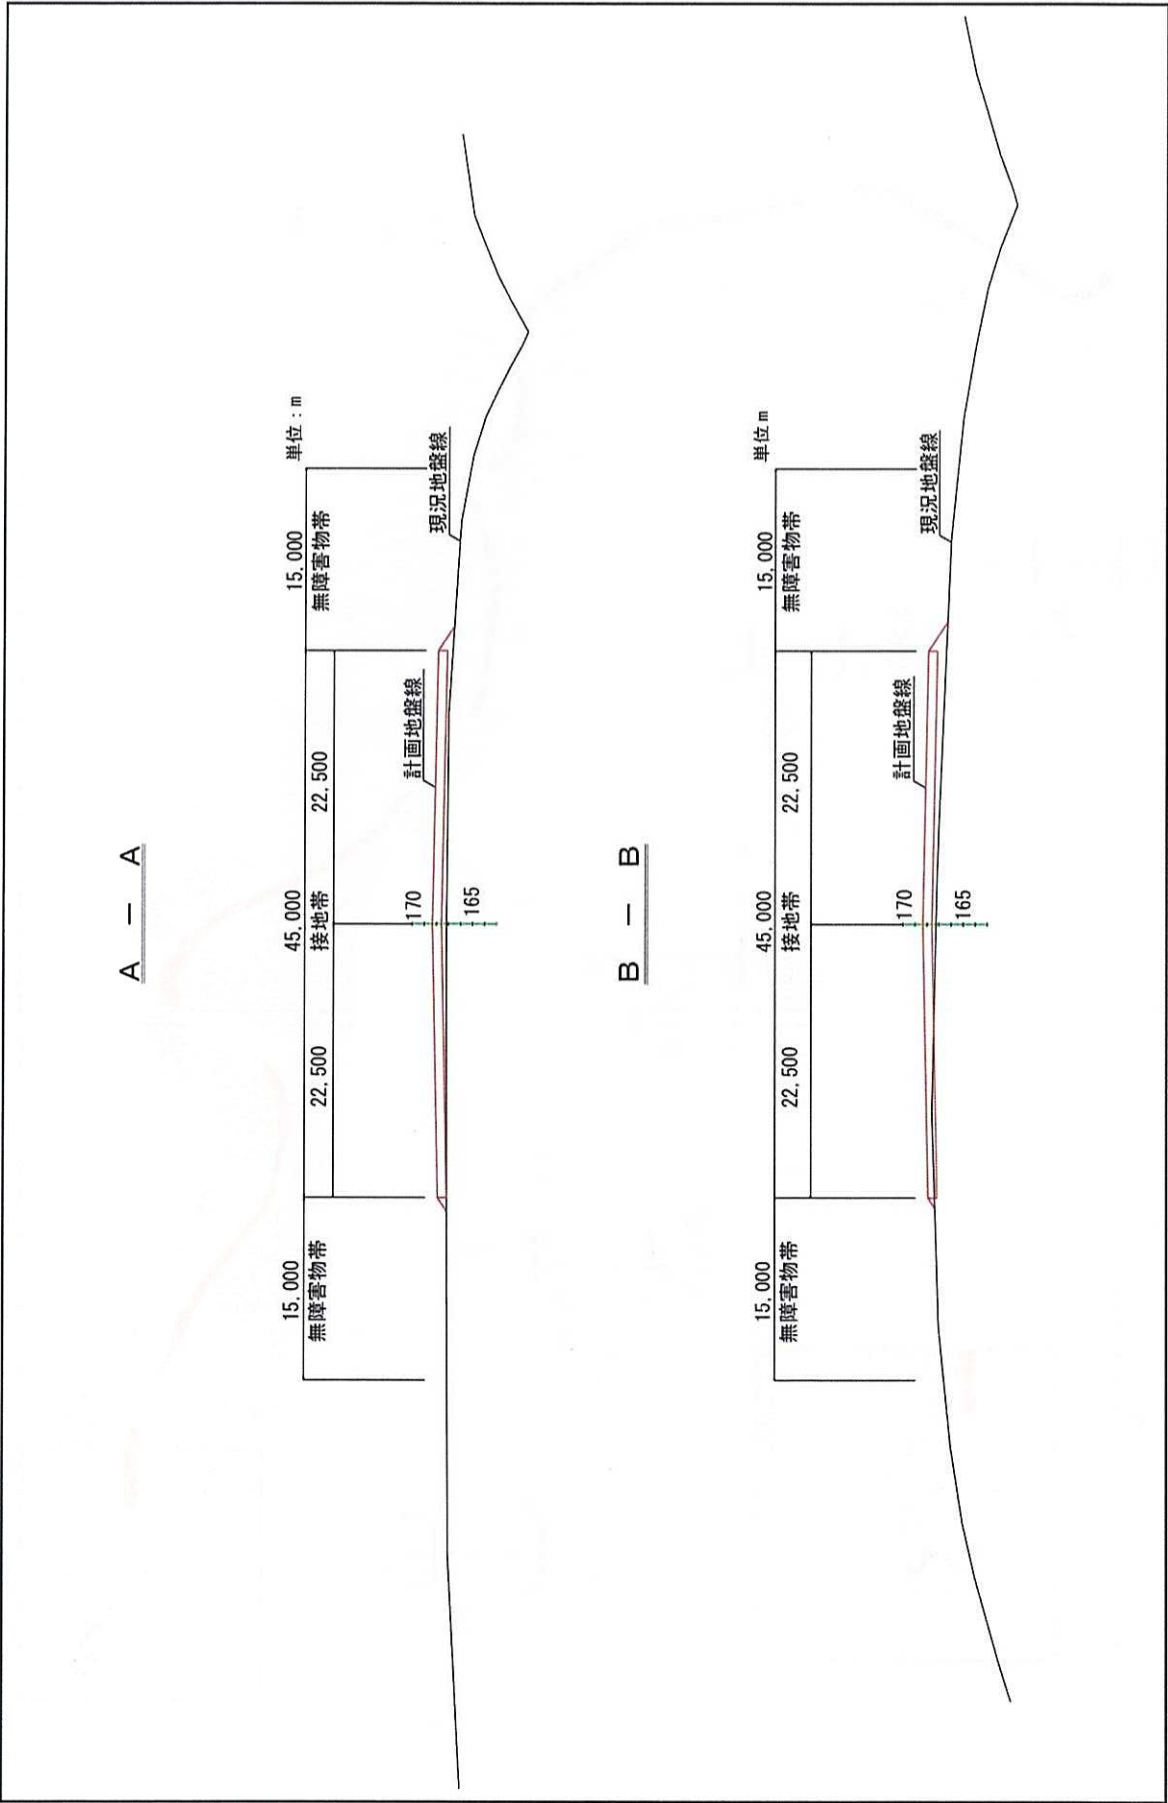 A － A
単位：m
15,000 45,000 15,000
無障害物帯 接地帯 無障害物帯
22,500 22,500
170
計画地盤線
現況地盤線
165
B － B
単位m
15,000 45,000 15,000
無障害物帯 接地帯 無障害物帯
22,500 22,500
170
計画地盤線
現況地盤線
165